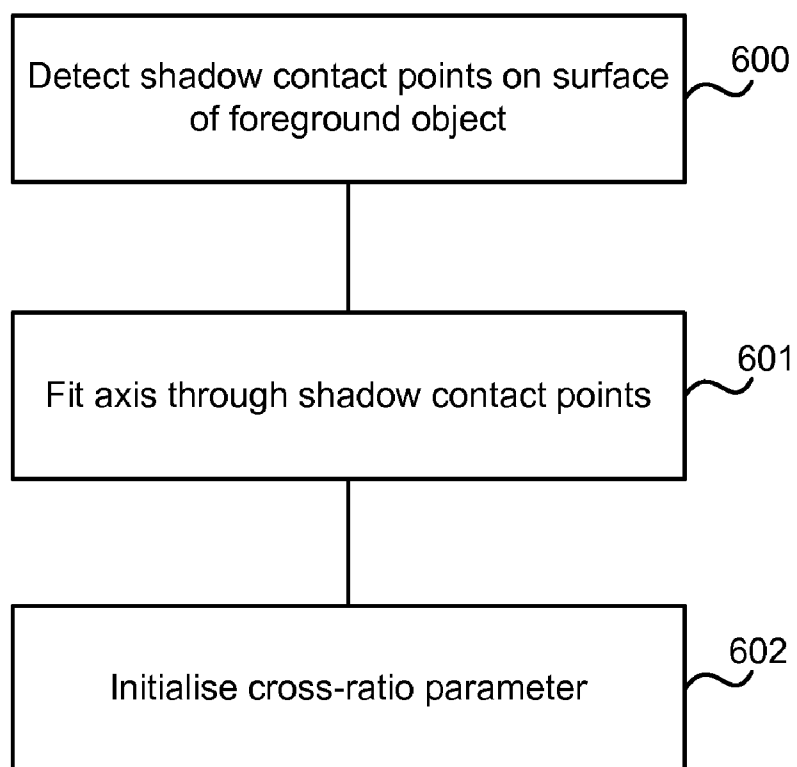 Detect shadow contact points on surface
of foreground object
600
Fit axis through shadow contact points
601
Initialise cross-ratio parameter
602